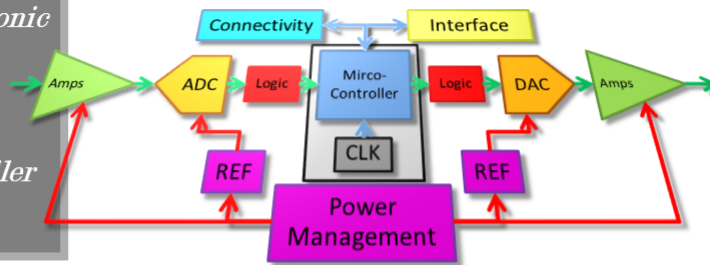 onic
ller
Connectivity
Interface
Amps
ADC
Logic
Mirco-
Controller
Logic
DAC
Amps
CLK
REF
REF
Power
Management